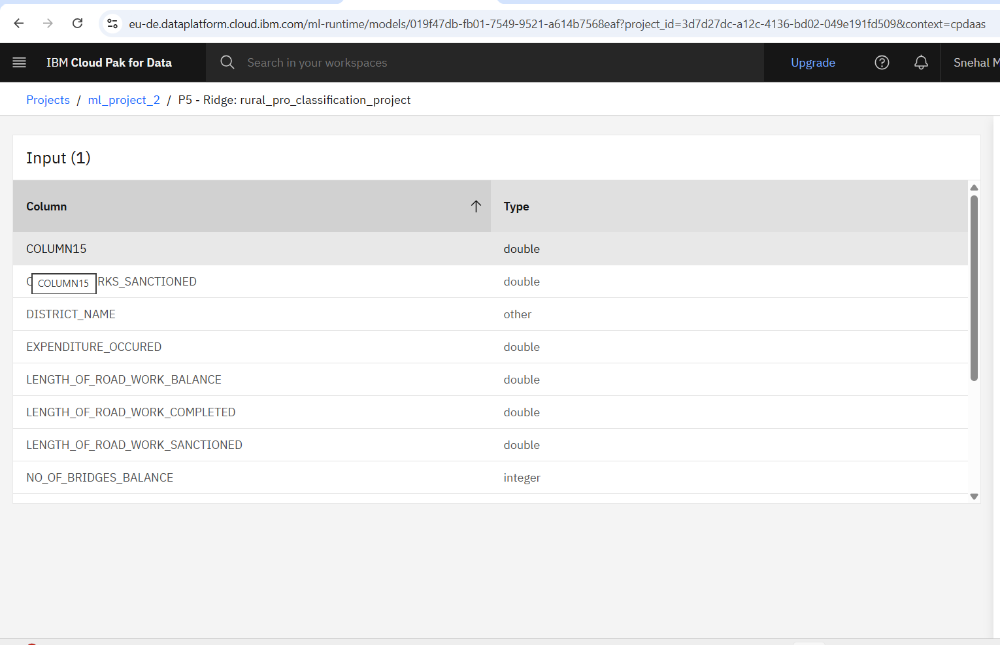 eu-de.dataplatform.cloud.ibm.com/ml-runtime/models/019f47db-fb01-7549-9521-a614b7568eaf?project_id=3d7d27dc-a12c-4136-bd02-049e191fd509&context=cpdaas
IBM Cloud Pak for Data
Search in your workspaces
Upgrade
Snehal M
Projects / ml_project_2 / P5 - Ridge: rural_pro_classification_project
Input (1)
Column Type
COLUMN15 double
COLUMN15 RKS_SANCTIONED double
DISTRICT_NAME other
EXPENDITURE_OCCURED double
LENGTH_OF_ROAD_WORK_BALANCE double
LENGTH_OF_ROAD_WORK_COMPLETED double
LENGTH_OF_ROAD_WORK_SANCTIONED double
NO_OF_BRIDGES_BALANCE integer